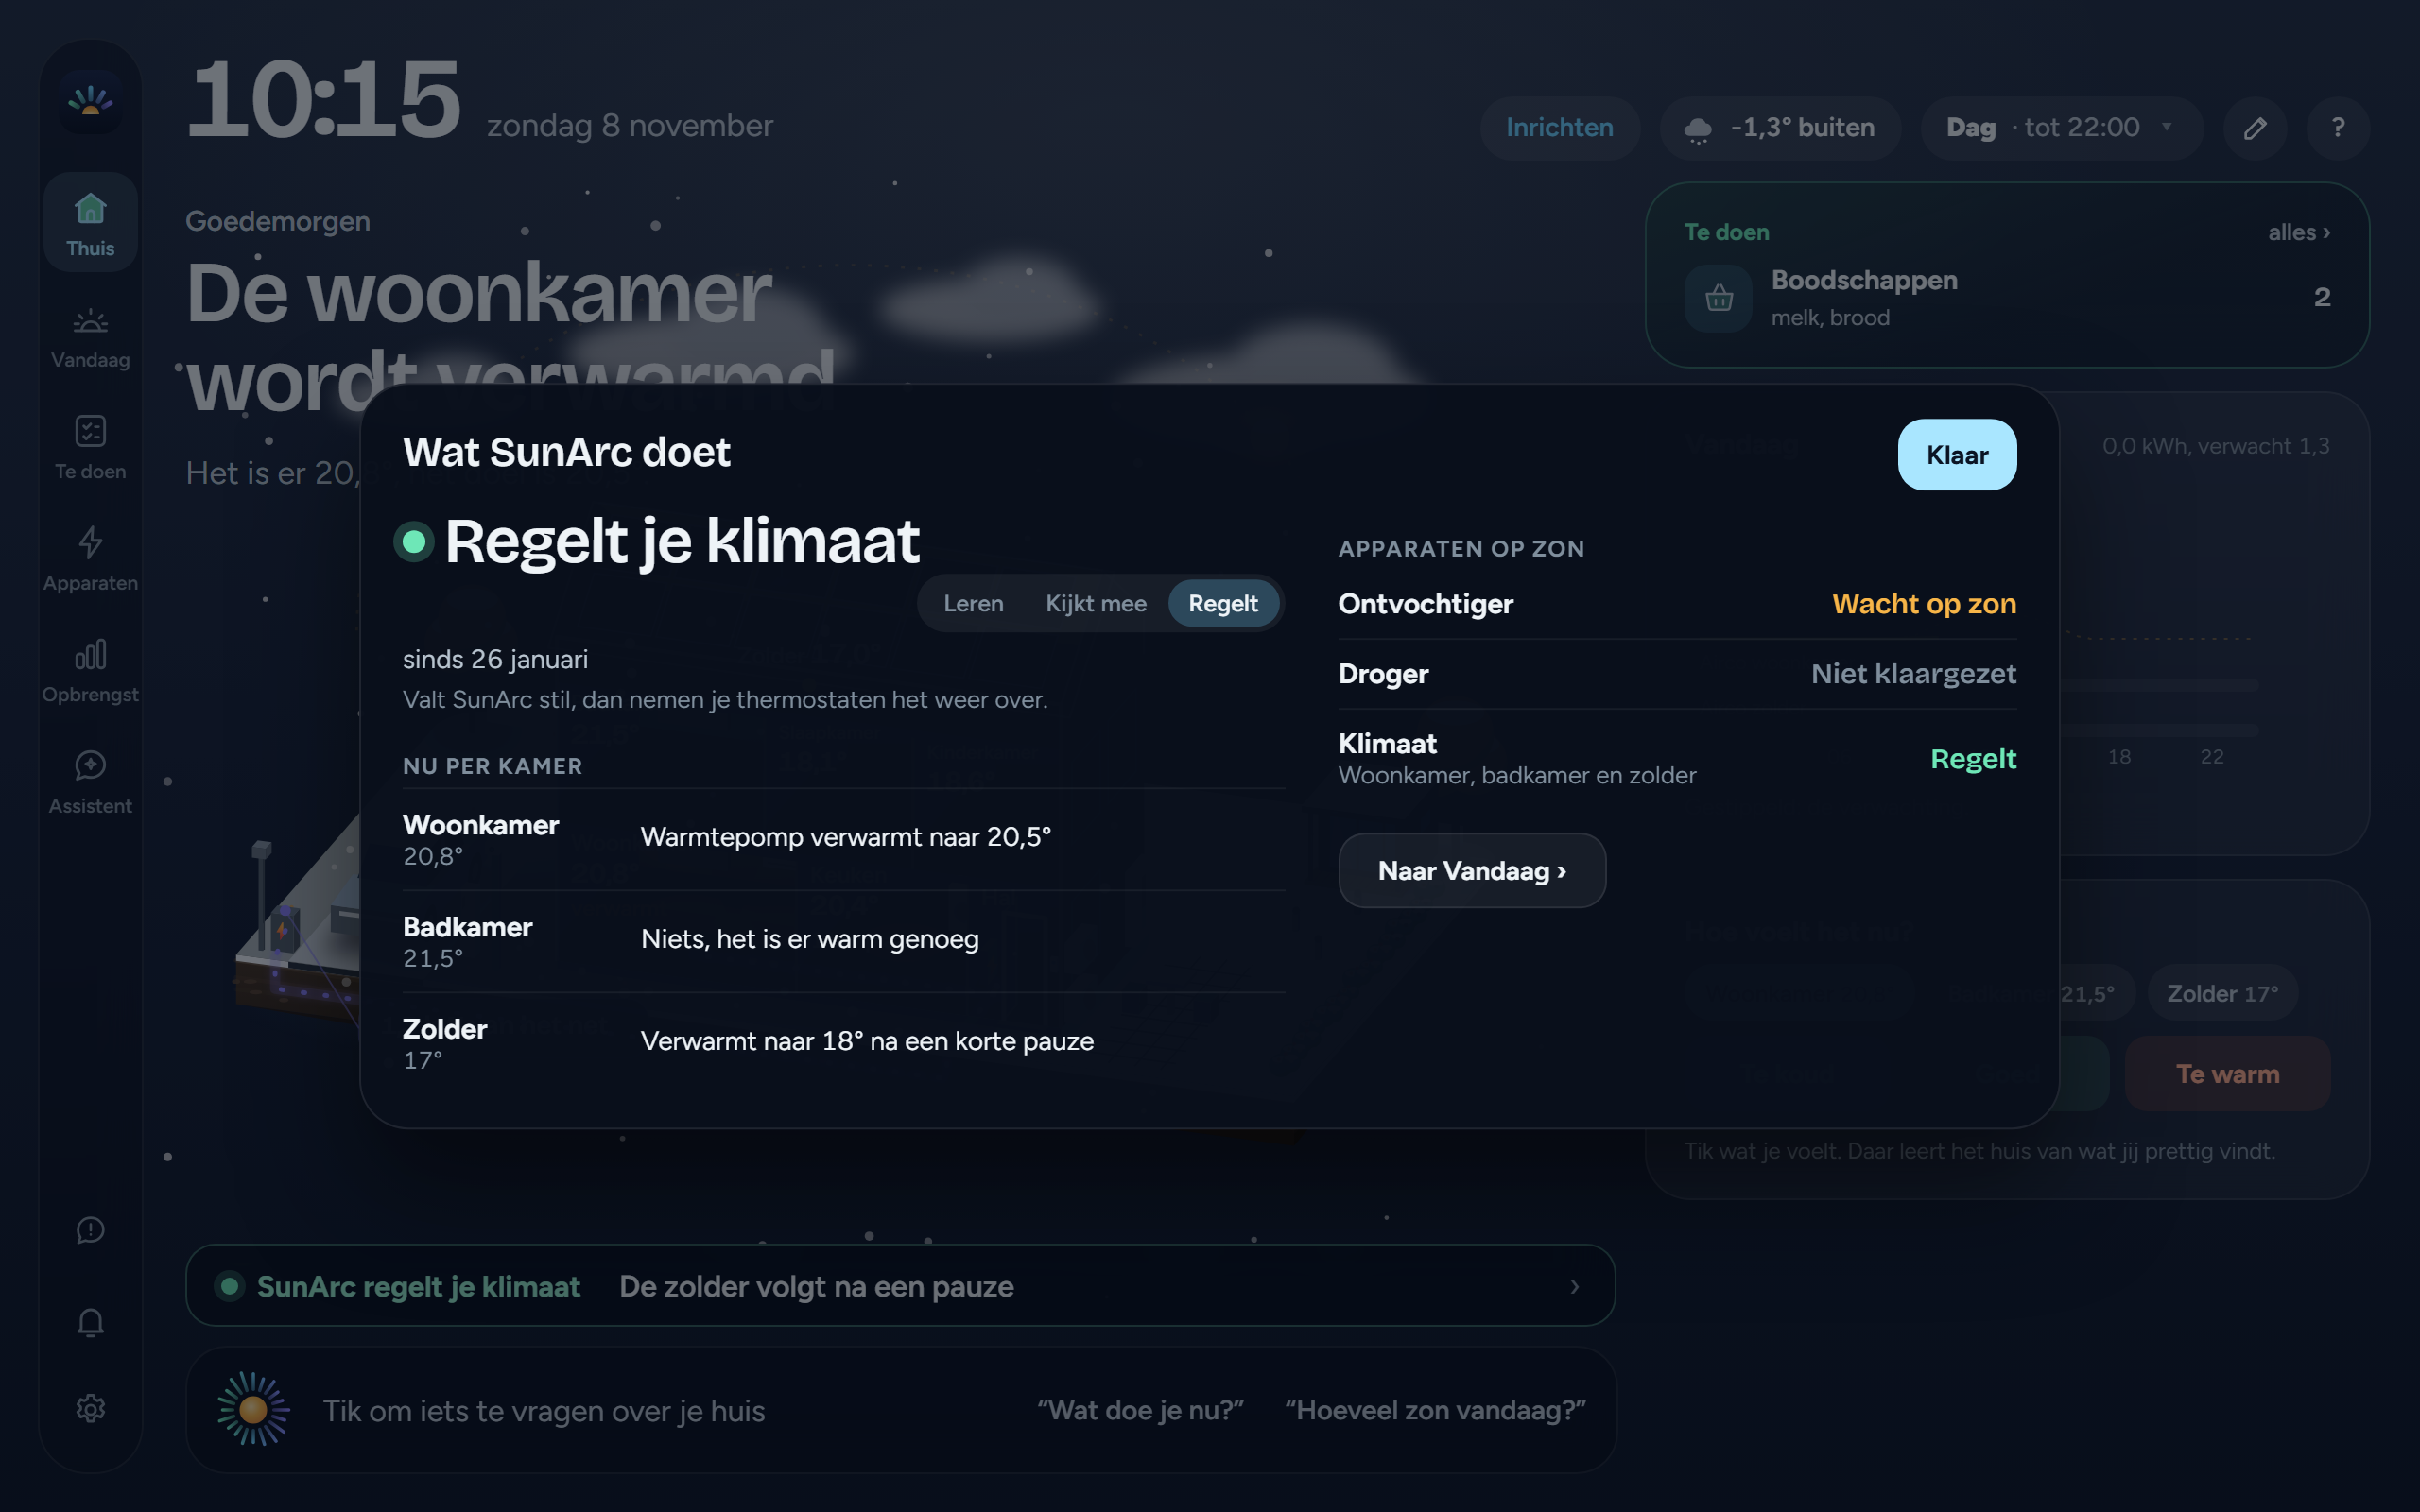 10:15
zondag 8 november
Inrichten
-1,3° buiten
Dag · tot 22:00
?
Thuis
Vandaag
Te doen
Apparaten
Opbrengst
Assistent
Goedemorgen
De woonkamer
wordt verwarmd
Het is er 20,
Te doen
alles ›
Boodschappen
melk, brood
2
Vandaag
0,0 kWh, verwacht 1,3
18
22
Wat SunArc doet
Klaar
Regelt je klimaat
Leren
Kijkt mee
Regelt
sinds 26 januari
Valt SunArc stil, dan nemen je thermostaten het weer over.
NU PER KAMER
Woonkamer
20,8°
Warmtepomp verwarmt naar 20,5°
Badkamer
21,5°
Niets, het is er warm genoeg
Zolder
17°
Verwarmt naar 18° na een korte pauze
APPARATEN OP ZON
Ontvochtiger
Wacht op zon
Droger
Niet klaargezet
Klimaat
Woonkamer, badkamer en zolder
Regelt
Naar Vandaag ›
Hoe voelt het nu?
21,5°
Zolder 17°
Te warm
Tik wat je voelt. Daar leert het huis van wat jij prettig vindt.
SunArc regelt je klimaat
De zolder volgt na een pauze
›
Tik om iets te vragen over je huis
“Wat doe je nu?”
“Hoeveel zon vandaag?”